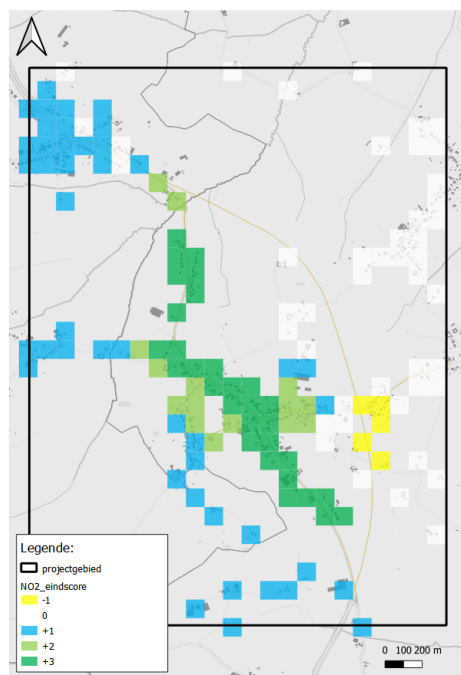 Legende:
projectgebied
NO2_eindscore
-1
0
+1
+2
+3
0 100 200 m